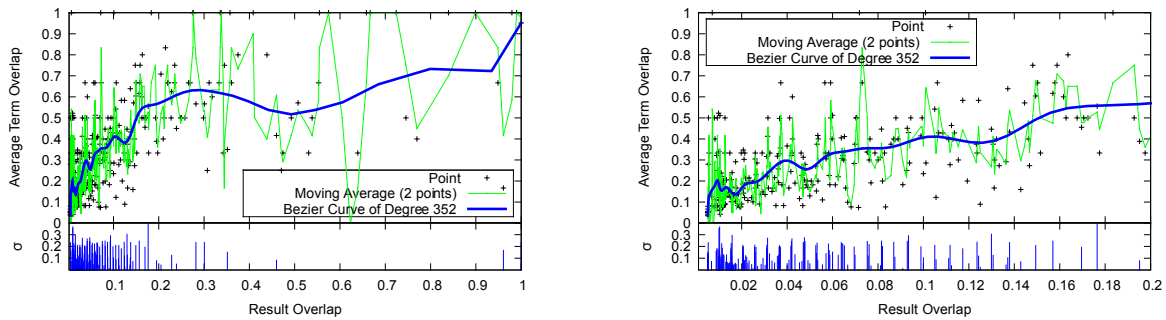 1
0.9
0.8
0.7
0.6
0.5
0.4
0.3
0.2
0.1
0
Average Term Overlap
Point
Moving Average (2 points)
Bezier Curve of Degree 352
0.3
0.2
0.1
σ
0.1 0.2 0.3 0.4 0.5 0.6 0.7 0.8 0.9 1
Result Overlap
1
0.9
0.8
0.7
0.6
0.5
0.4
0.3
0.2
0.1
0
Average Term Overlap
Point
Moving Average (2 points)
Bezier Curve of Degree 352
0.3
0.2
0.1
σ
0.02 0.04 0.06 0.08 0.1 0.12 0.14 0.16 0.18 0.2
Result Overlap